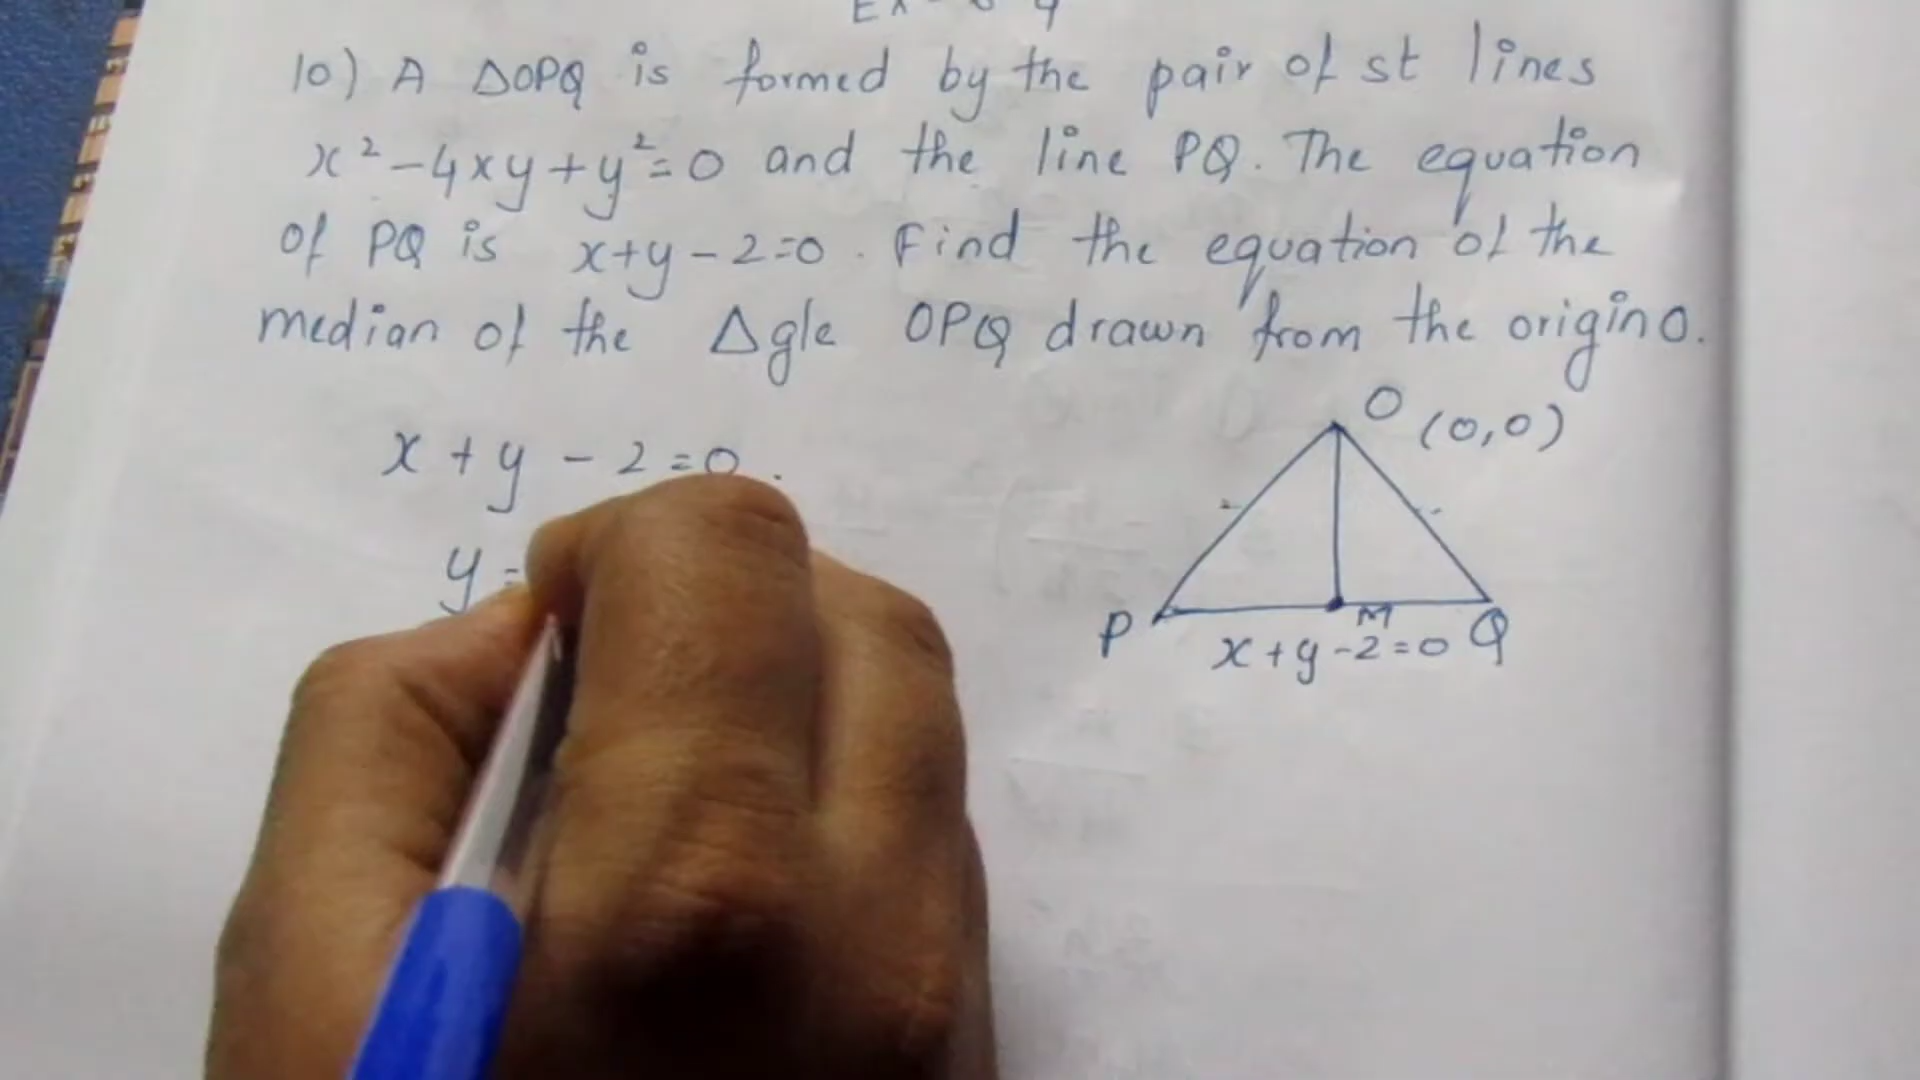 10) A ΔOPQ is formed by the pair of st lines
x² - 4xy + y² = 0 and the line PQ. The equation
of PQ is x+y-2=0. Find the equation of the
median of the Δgle OPQ drawn from the origin O.
x + y - 2 = 0.
y =
O (0,0)
P M Q
x+y-2=0